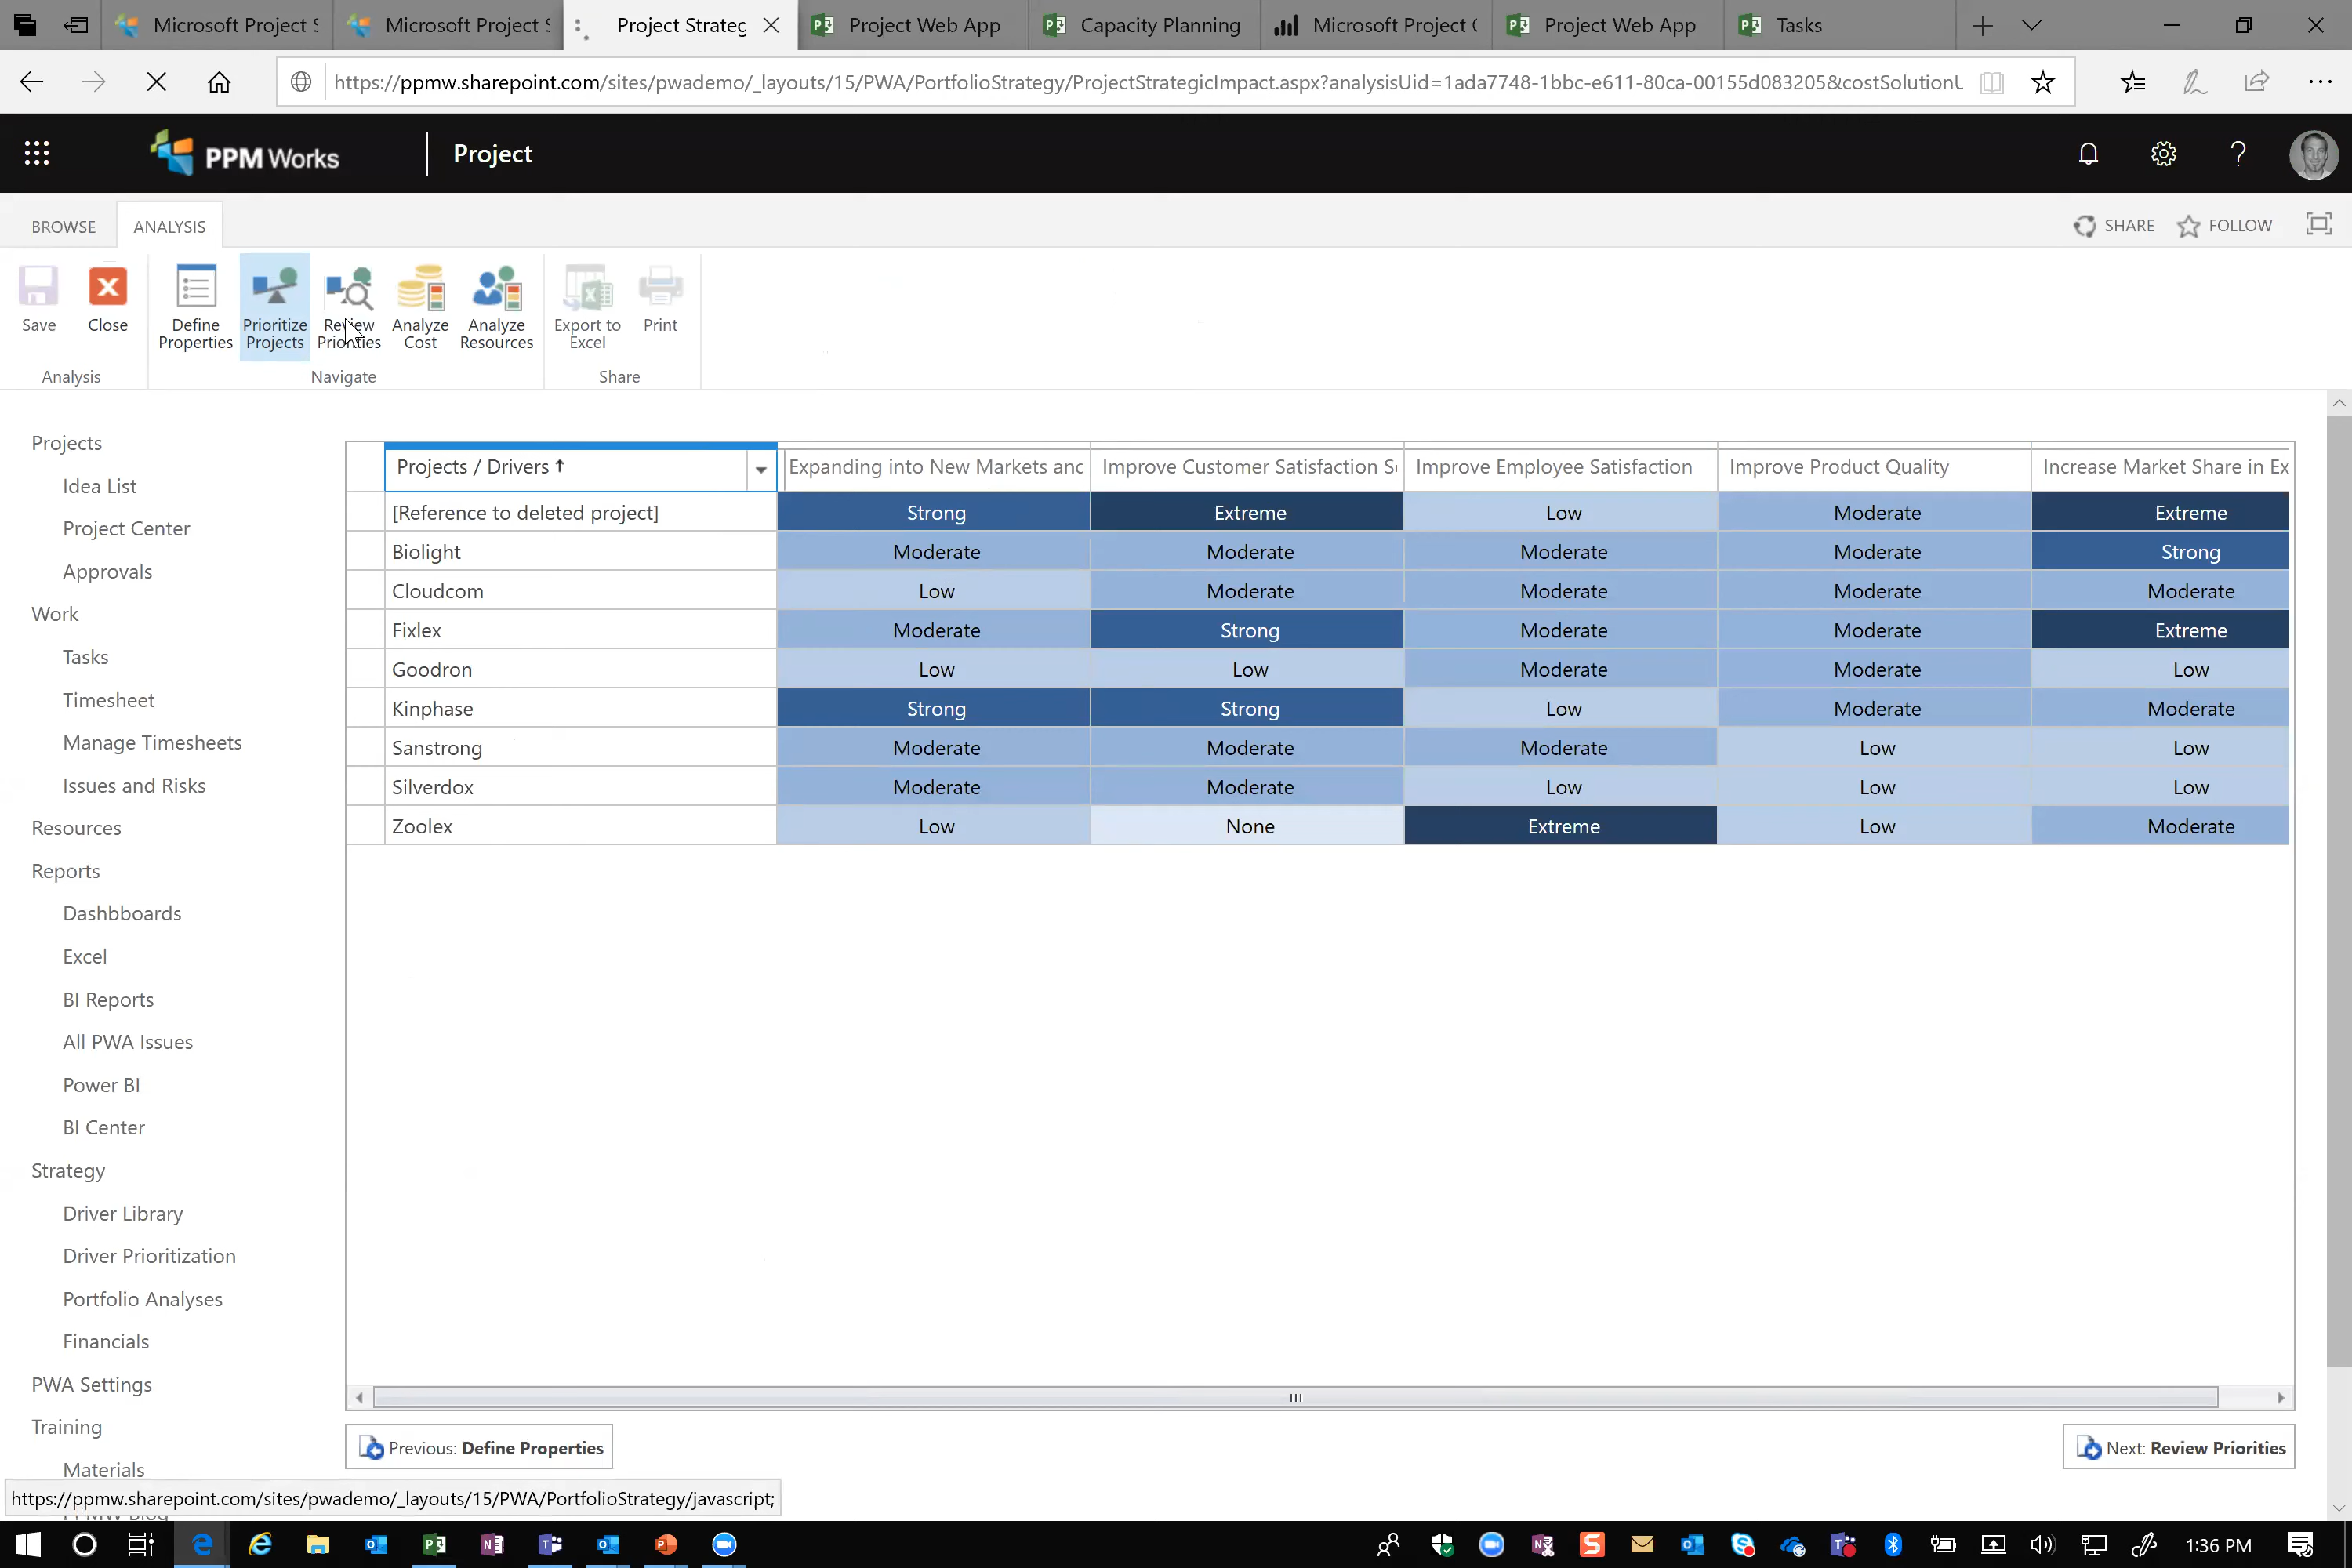 Microsoft Project S
Microsoft Project S
Project Strateg
Project Web App
Capacity Planning
Microsoft Project (
Project Web App
Tasks
https://ppmw.sharepoint.com/sites/pwademo/_layouts/15/PWA/PortfolioStrategy/ProjectStrategicImpact.aspx?analysisUid=1ada7748-1bbc-e611-80ca-00155d083205&costSolutionU
PPM Works
Project
BROWSE
ANALYSIS
SHARE
FOLLOW
Save
Close
Define Properties
Prioritize Projects
Review Priorities
Analyze Cost
Analyze Resources
Export to Excel
Print
Analysis
Navigate
Share
Projects
Idea List
Project Center
Approvals
Work
Tasks
Timesheet
Manage Timesheets
Issues and Risks
Resources
Reports
Dashbboards
Excel
BI Reports
All PWA Issues
Power BI
BI Center
Strategy
Driver Library
Driver Prioritization
Portfolio Analyses
Financials
PWA Settings
Training
Materials
Projects / Drivers ↑ Expanding into New Markets and Improve Customer Satisfaction Sc Improve Employee Satisfaction Improve Product Quality Increase Market Share in Ex
[Reference to deleted project] Strong Extreme Low Moderate Extreme
Biolight Moderate Moderate Moderate Moderate Strong
Cloudcom Low Moderate Moderate Moderate Moderate
Fixlex Moderate Strong Moderate Moderate Extreme
Goodron Low Low Moderate Moderate Low
Kinphase Strong Strong Low Moderate Moderate
Sanstrong Moderate Moderate Moderate Low Low
Silverdox Moderate Moderate Low Low Low
Zoolex Low None Extreme Low Moderate
Previous: Define Properties
Next: Review Priorities
https://ppmw.sharepoint.com/sites/pwademo/_layouts/15/PWA/PortfolioStrategy/javascript;
1:36 PM